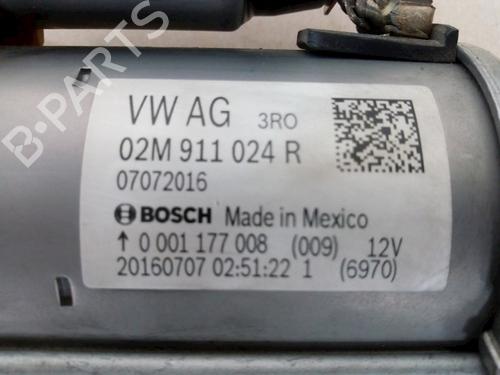 B-PARTS
VW AG 3RO
02M 911 024 R
07072016
BOSCH Made in Mexico
↑ 0 001 177 008 (009) 12V
20160707 02:51:22 1 (6970)